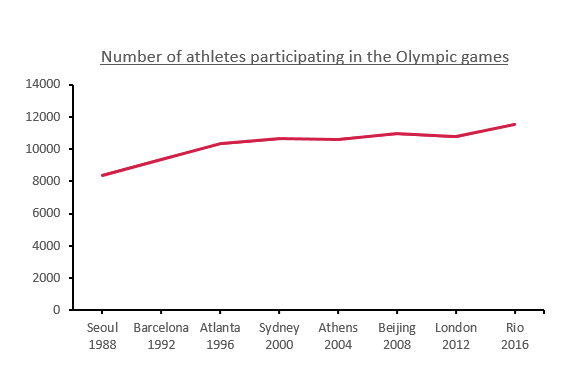 Number of athletes participating in the Olympic games
14000
12000
10000
8000
6000
4000
2000
0
Seoul Barcelona Atlanta Sydney Athens Beijing London Rio
1988 1992 1996 2000 2004 2008 2012 2016